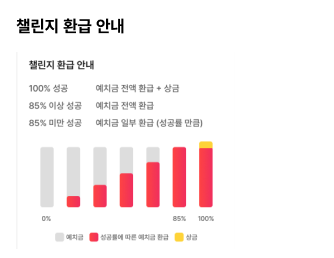 챌린지 환급 안내
챌린지 환급 안내
100% 성공 예치금 전액 환급 + 상금
85% 이상 성공 예치금 전액 환급
85% 미만 성공 예치금 일부 환급 (성공률 만큼)
0% 85% 100%
예치금 성공률에 따른 예치금 환급 상금